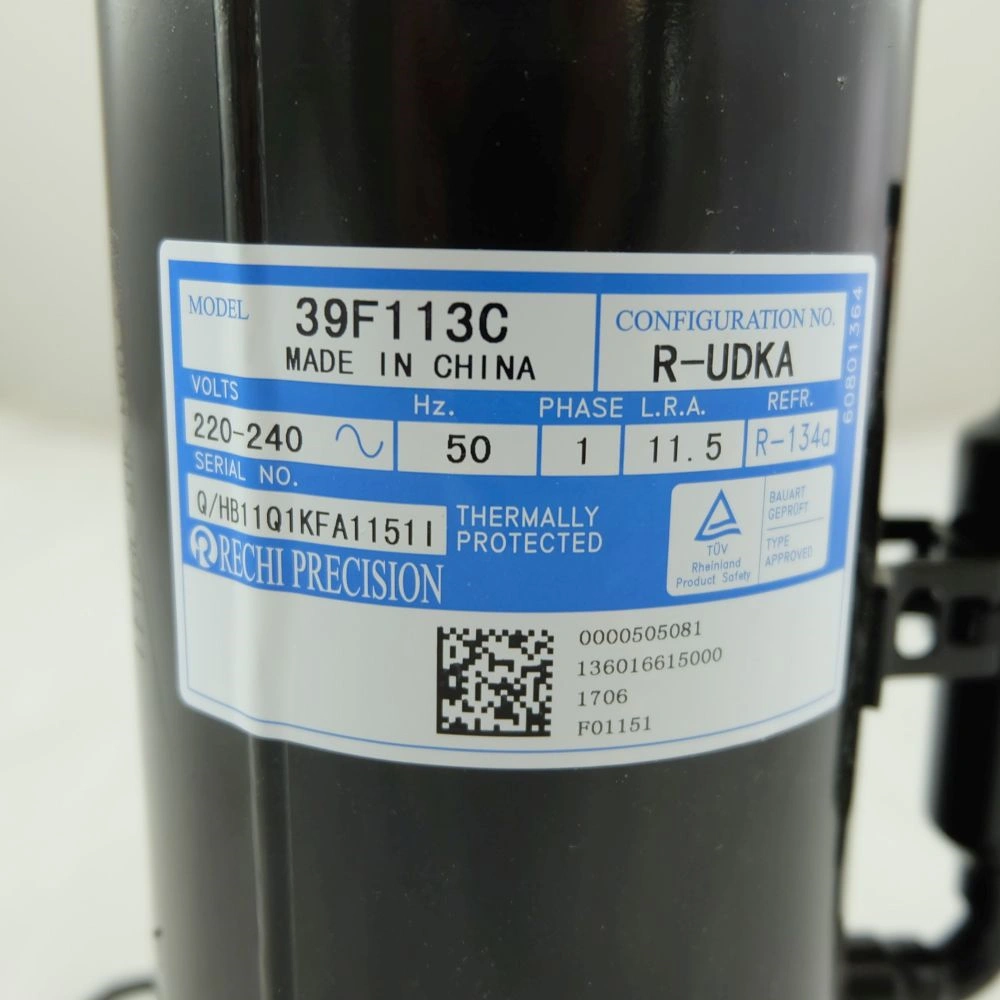 MODEL 39F113C
MADE IN CHINA
CONFIGURATION NO.
R-UDKA
VOLTS Hz. PHASE L.R.A. REFR.
220-240 50 1 11.5 R-134a
SERIAL NO.
Q/HB11Q1KFA1151I
THERMALLY
PROTECTED
RECHI PRECISION
TÜV
Rheinland
Product Safety
BAUART
GEPRÜFT
TYPE
APPROVED
60801364
0000505081
136016615000
1706
F01151